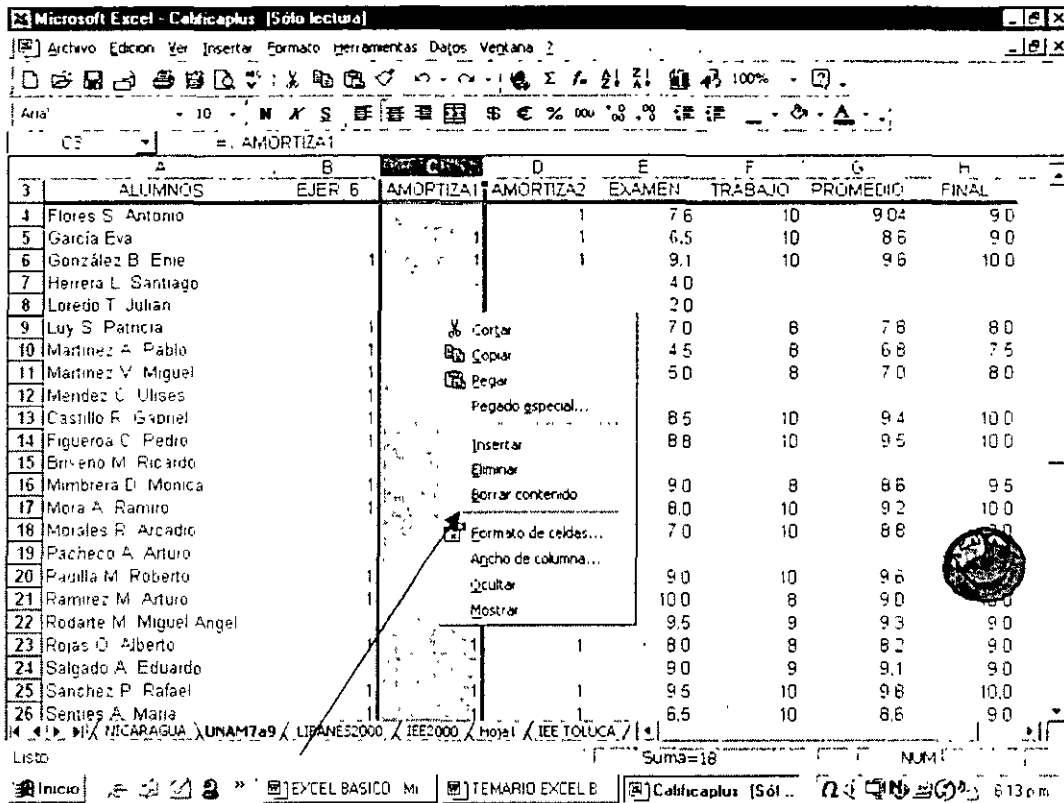 Microsoft Excel - Calificaplus [Sólo lectura]
Archivo Edicion Ver Insertar Formato Herramientas Datos Ventana ?
100%
Arial 10 N K S $ € % 000
C3 = AMORTIZA1
A B C D E F G H
3 ALUMNOS EJER 6 AMORTIZA1 AMORTIZA2 EXAMEN TRABAJO PROMEDIO FINAL
4 Flores S Antonio 1 7 6 10 9 04 9 0
5 García Eva 1 1 6.5 10 8 6 9 0
6 González B Enie 1 1 1 9.1 10 9 6 10 0
7 Herrera L Santiago 4 0
8 Loredo T Julian 2 0
9 Luy S Patricia 1 7 0 8 7 8 8 0
10 Martinez A Pablo 1 4 5 8 6 8 7 5
11 Martinez V Miguel 1 5 0 8 7 0 8 0
12 Mendez C Ulises 1
13 Castillo R Gabriel 1 8 5 10 9 4 10 0
14 Figueroa C Pedro 1 8 8 10 9 5 10 0
15 Briseno M Ricardo
16 Mimbrera D Monica 1 9 0 8 8 6 9 5
17 Mora A Ramiro 1 8.0 10 9 2 10 0
18 Morales R Arcadio 7 0 10 8 8
19 Pacheco A Arturo
20 Padilla M Roberto 1 9 0 10 9 6
21 Ramirez M Arturo 1 10 0 8 9 0
22 Rodarte M Miguel Angel 9.5 9 9 3 9 0
23 Rojas O Alberto 1 1 1 8 0 8 8 2 9 0
24 Salgado A Eduardo 9 0 9 9.1 9 0
25 Sanchez P Rafael 1 1 1 9 5 10 9 8 10.0
26 Senties A Maria 1 1 1 6.5 10 8.6 9 0
Cortar
Copiar
Pegar
Pegado especial...
Insertar
Eliminar
Borrar contenido
Formato de celdas...
Ancho de columna...
Ocultar
Mostrar
NICARAGUA UNAM7a9 LIBANES2000 IEE2000 Hoja1 IEE TOLUCA
Listo Suma=18 NUM
Inicio » EXCEL BASICO Mi TEMARIO EXCEL B Calificaplus [Sól .. 6 13 p m